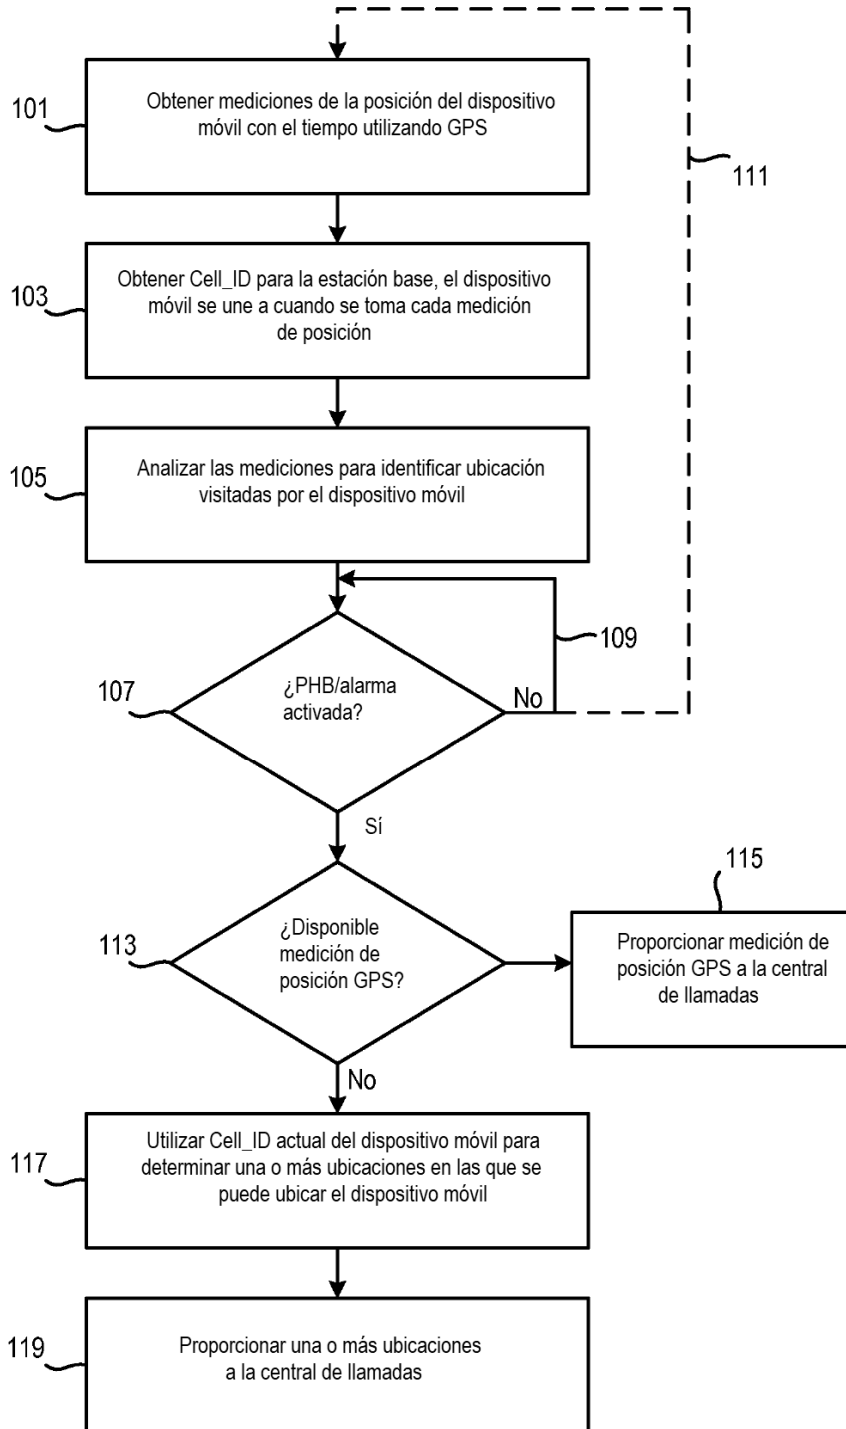 101
Obtener mediciones de la posición del dispositivo
móvil con el tiempo utilizando GPS
111
103
Obtener Cell_ID para la estación base, el dispositivo
móvil se une a cuando se toma cada medición
de posición
105
Analizar las mediciones para identificar ubicación
visitadas por el dispositivo móvil
109
107
¿PHB/alarma
activada?
No
Sí
115
113
¿Disponible
medición de
posición GPS?
Proporcionar medición de
posición GPS a la central
de llamadas
No
117
Utilizar Cell_ID actual del dispositivo móvil para
determinar una o más ubicaciones en las que se
puede ubicar el dispositivo móvil
119
Proporcionar una o más ubicaciones
a la central de llamadas